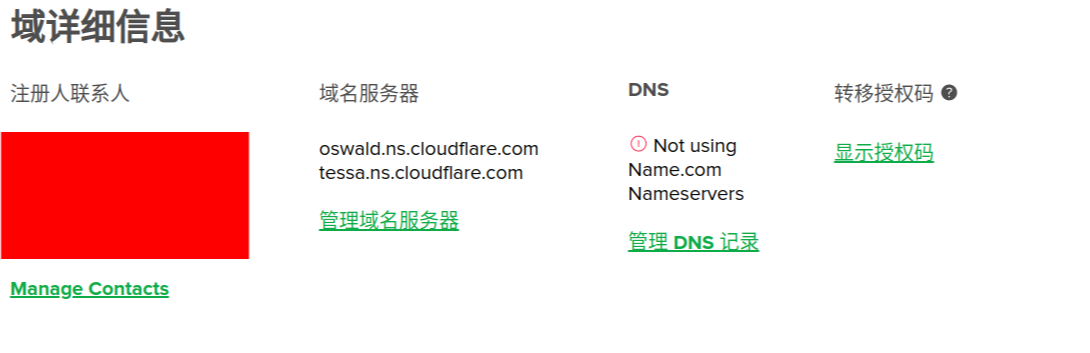 域详细信息
注册人联系人
Manage Contacts
域名服务器
oswald.ns.cloudflare.com
tessa.ns.cloudflare.com
管理域名服务器
DNS
Not using
Name.com
Nameservers
管理 DNS 记录
转移授权码
显示授权码